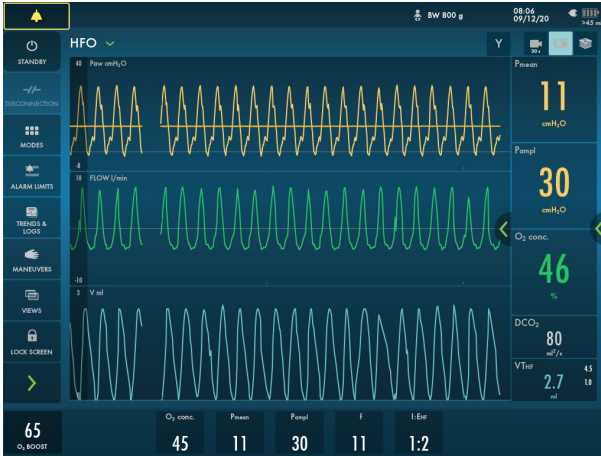 BW 800 g
08:06
09/12/20
>45 m
STANDBY
HFO
Y
30 s
DISCONNECTION
MODES
ALARM LIMITS
TRENDS &
LOGS
MANEUVERS
VIEWS
LOCK SCREEN
40 Paw cmH₂O
-8
10 FLOW l/min
-10
3 V ml
Pmean
11
cmH₂O
Pampl
30
cmH₂O
O₂ conc.
46
%
DCO₂
80
ml²/s
VTHF
4.5
2.7
1.0
ml
65
O₂ BOOST
O₂ conc.
45
Pmean
11
Pampl
30
f
11
I:EHF
1:2